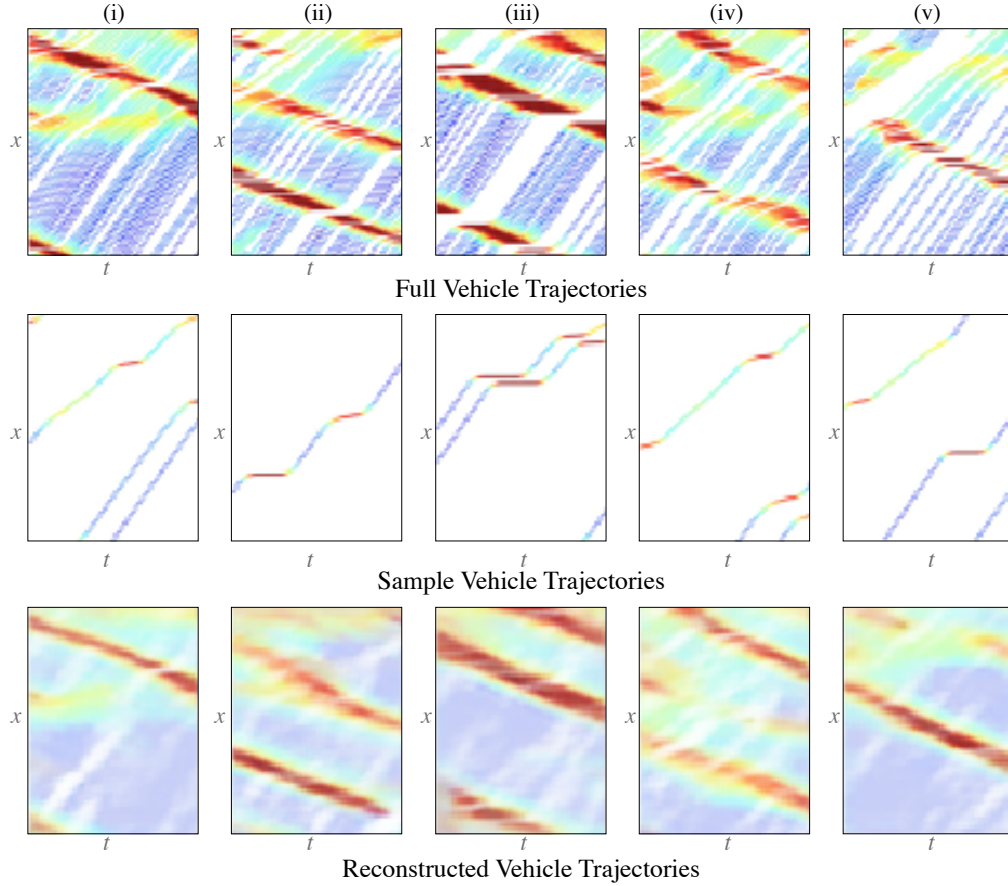 (i) (ii) (iii) (iv) (v)
x x x x x
t t t t t
Full Vehicle Trajectories
x x x x x
t t t t t
Sample Vehicle Trajectories
x x x x x
t t t t t
Reconstructed Vehicle Trajectories